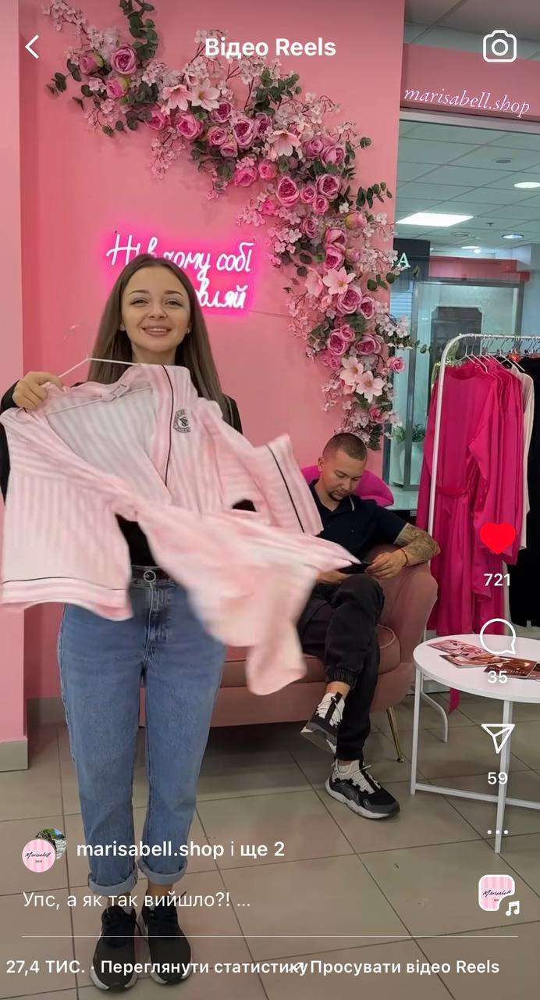 Відео Reels
marisabell.shop
Ні в чому собі
вляй
А
721
35
59
marisabell.shop і ще 2
Упс, а як так вийшло?! ...
27,4 ТИС. · Переглянути статистику Просувати відео Reels